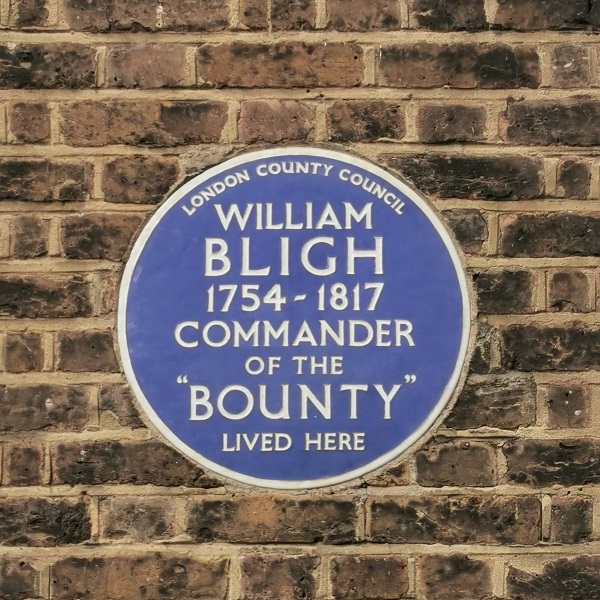 LONDON COUNTY COUNCIL
WILLIAM
BLIGH
1754-1817
COMMANDER
OF THE
"BOUNTY"
LIVED HERE